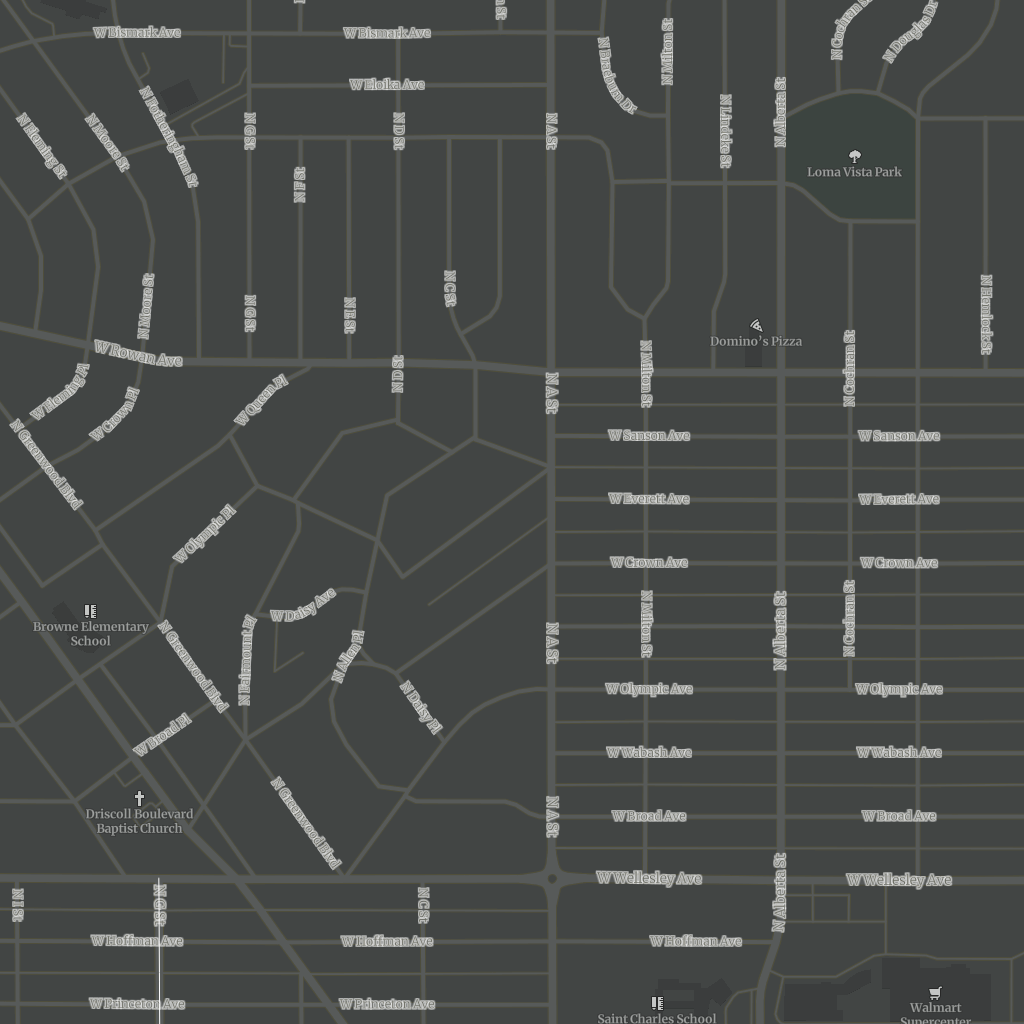 W Bismark Ave
W Bismark Ave
N Bradbury Dr
N Milton St
N Cochran St
N Douglas Dr
W Eloika Ave
N Fleming St
N Moore St
N Fotheringham St
N G St
N D St
N A St
N Lindeke St
N Alberta St
Loma Vista Park
N F St
N Moore St
N G St
N E St
N C St
N Hemlock St
Domino's Pizza
W Rowan Ave
N D St
N A St
N Milton St
N Cochran St
W Fleming Pl
W Crown Pl
W Queen Pl
W Sanson Ave
W Sanson Ave
N Greenwood Blvd
W Everett Ave
W Everett Ave
W Olympic Pl
W Crown Ave
W Crown Ave
W Daisy Ave
Browne Elementary
School
N Greenwood Blvd
N Fairmount Pl
N Allen Pl
N A St
N Milton St
N Alberta St
N Cochran St
W Olympic Ave
W Olympic Ave
N Daisy Pl
W Broad Pl
W Wabash Ave
W Wabash Ave
Driscoll Boulevard
Baptist Church
N Greenwood Blvd
N A St
W Broad Ave
W Broad Ave
W Wellesley Ave
W Wellesley Ave
N I St
N G St
N C St
N Alberta St
W Hoffman Ave
W Hoffman Ave
W Hoffman Ave
W Princeton Ave
W Princeton Ave
Saint Charles School
Walmart
Supercenter